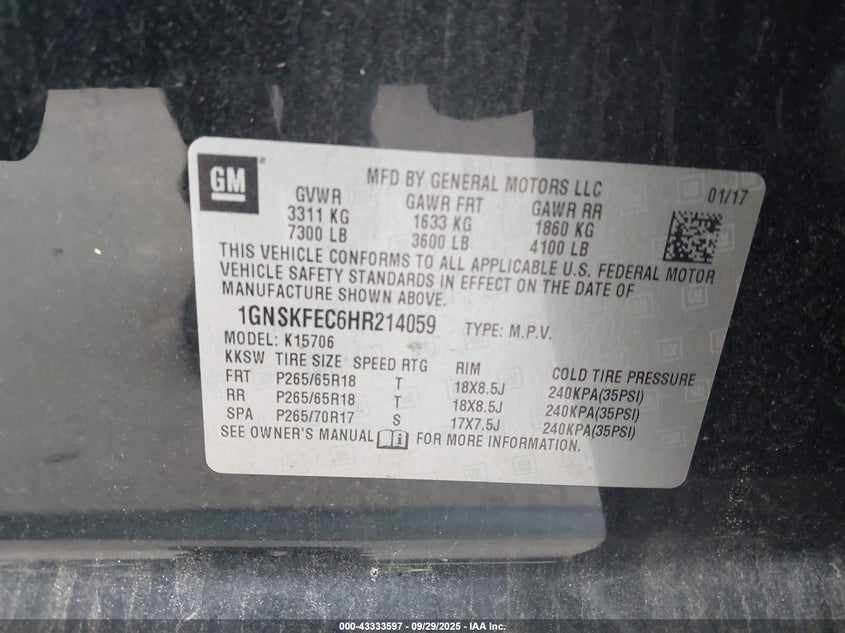 GM®
MFD BY GENERAL MOTORS LLC
01/17
GVWR GAWR FRT GAWR RR
3311 KG 1633 KG 1860 KG
7300 LB 3600 LB 4100 LB
THIS VEHICLE CONFORMS TO ALL APPLICABLE U.S. FEDERAL MOTOR
VEHICLE SAFETY STANDARDS IN EFFECT ON THE DATE OF
MANUFACTURE SHOWN ABOVE.
1GNSKFEC6HR214059 TYPE: M.P.V.
MODEL: K15706
KKSW TIRE SIZE SPEED RTG RIM COLD TIRE PRESSURE
FRT P265/65R18 T 18X8.5J 240KPA(35PSI)
RR P265/65R18 T 18X8.5J 240KPA(35PSI)
SPA P265/70R17 S 17X7.5J 240KPA(35PSI)
SEE OWNER'S MANUAL i FOR MORE INFORMATION.
000-43333597 - 09/29/2025 - IAA Inc.